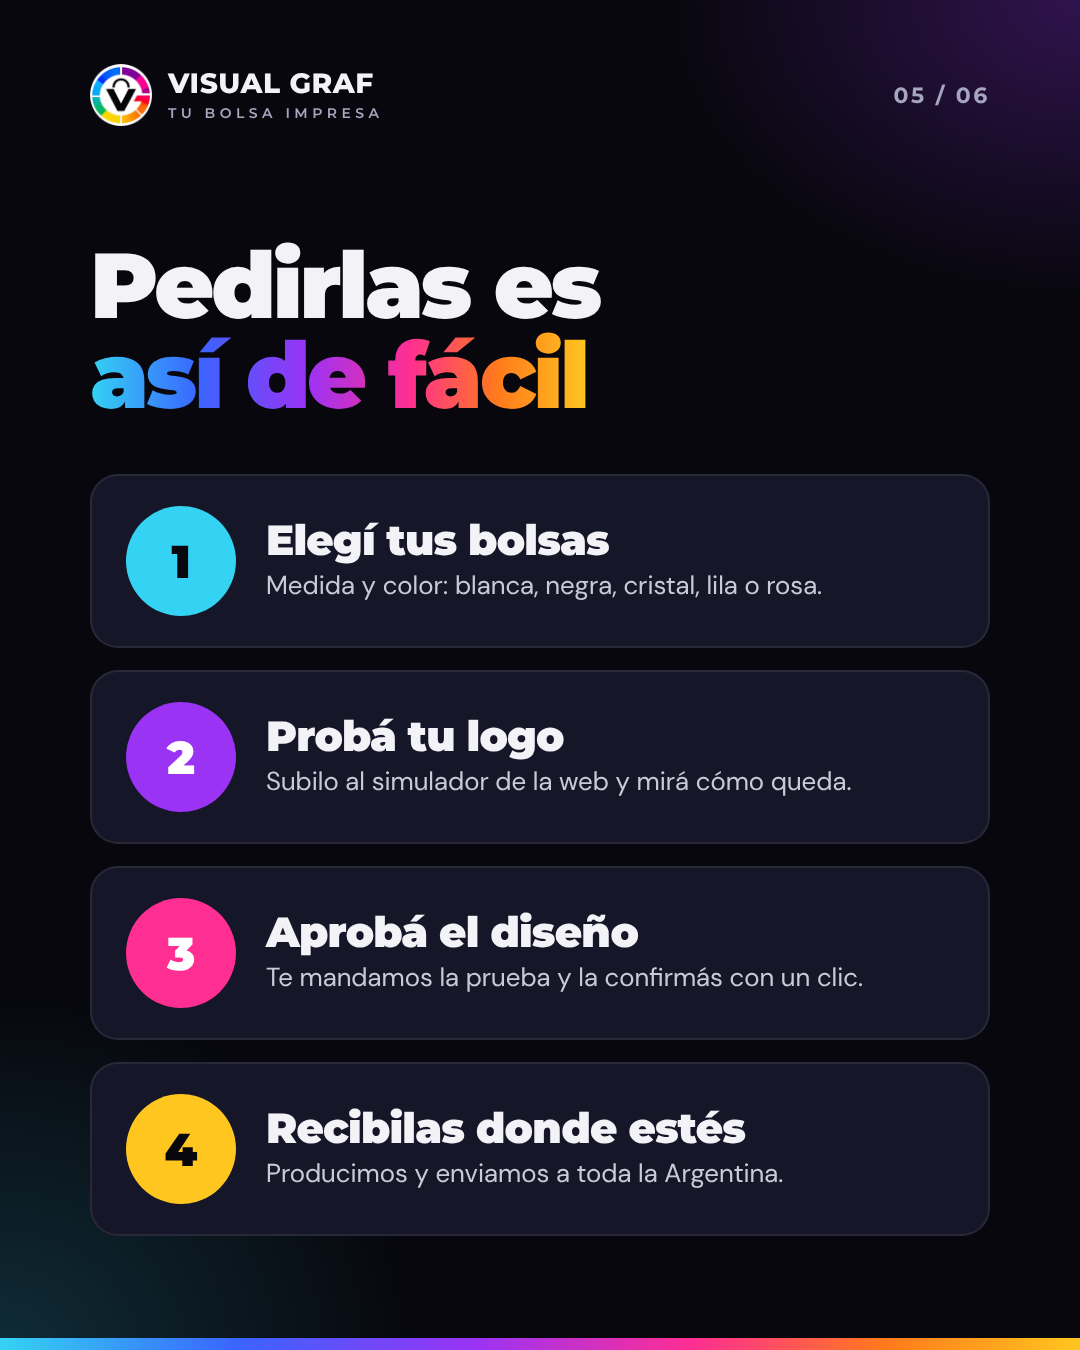 VISUAL GRAF
TU BOLSA IMPRESA
05 / 06
Pedirlas es
así de fácil
1
Elegí tus bolsas
Medida y color: blanca, negra, cristal, lila o rosa.
2
Probá tu logo
Subilo al simulador de la web y mirá cómo queda.
3
Aprobá el diseño
Te mandamos la prueba y la confirmás con un clic.
4
Recibilas donde estés
Producimos y enviamos a toda la Argentina.